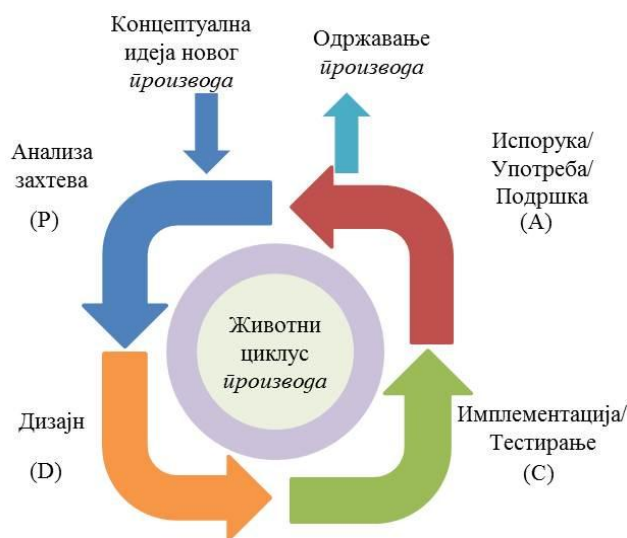 Концептуална
идеја новог
производа
Одржавање
производа
Анализа
захтева
(P)
Испорука/
Употреба/
Подршка
(A)
Животни
циклус
производа
Дизајн
(D)
Имплементација/
Тестирање
(C)